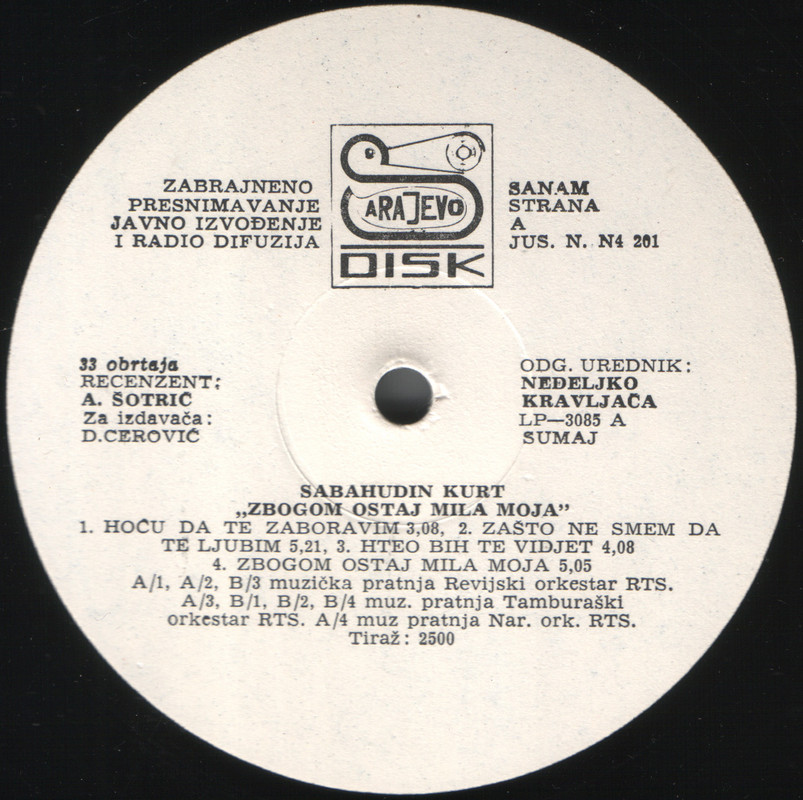 ZABRAJNENO
PRESNIMAVANJE
JAVNO IZVOĐENJE
I RADIO DIFUZIJA
SARAJEVO
DISK
SANAM
STRANA
A
JUS. N. N4 201
33 obrtaja
RECENZENT:
A. ŠOTRIĆ
Za izdavača:
D.CEROVIĆ
ODG. UREDNIK:
NEĐELJKO
KRAVLJAČA
LP—3085 A
SUMAJ
SABAHUDIN KURT
„ZBOGOM OSTAJ MILA MOJA”
1. HOĆU DA TE ZABORAVIM 3,08, 2. ZAŠTO NE SMEM DA
TE LJUBIM 5,21, 3. HTEO BIH TE VIDJET 4,08
4. ZBOGOM OSTAJ MILA MOJA 5,05
A/1, A/2, B/3 muzička pratnja Revijski orkestar RTS.
A/3, B/1, B/2, B/4 muz. pratnja Tamburaški
orkestar RTS. A/4 muz pratnja Nar. ork. RTS.
Tiraž: 2500